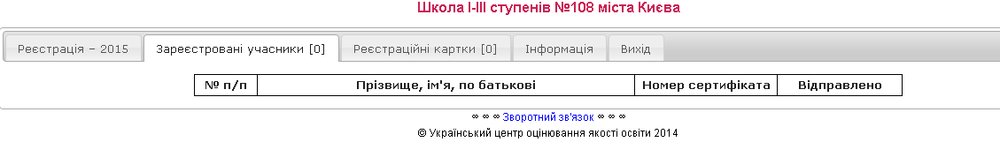 Школа І-ІІІ ступенів №108 міста Києва
Реєстрація - 2015 Зареєстровані учасники [0] Реєстраційні картки [0] Інформація Вихід
№ п/п Прізвище, ім'я, по батькові Номер сертифіката Відправлено
∞ ∞ ∞ Зворотний зв'язок ∞ ∞ ∞
© Український центр оцінювання якості освіти 2014